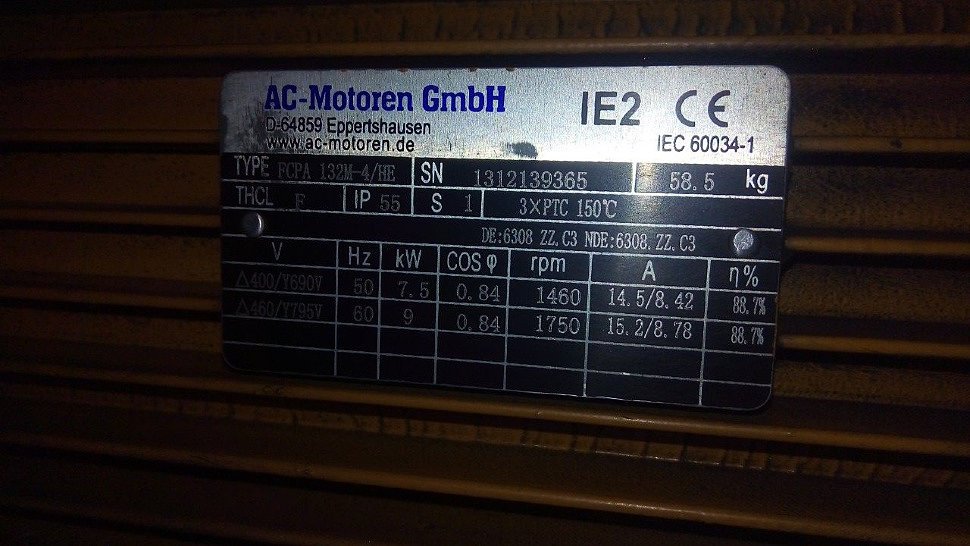 AC-Motoren GmbH IE2 CE
D-64859 Eppertshausen
www.ac-motoren.de IEC 60034-1
TYPE FCPA 132M-4/HE SN 1312139365 58.5 kg
THCL F IP 55 S 1 3XPTC 150℃
DE:6308 ZZ.C3 NDE:6308.ZZ.C3
V Hz kW COS φ rpm A η%
△400/Y690V 50 7.5 0.84 1460 14.5/8.42 88.7%
△460/Y795V 60 9 0.84 1750 15.2/8.78 88.7%